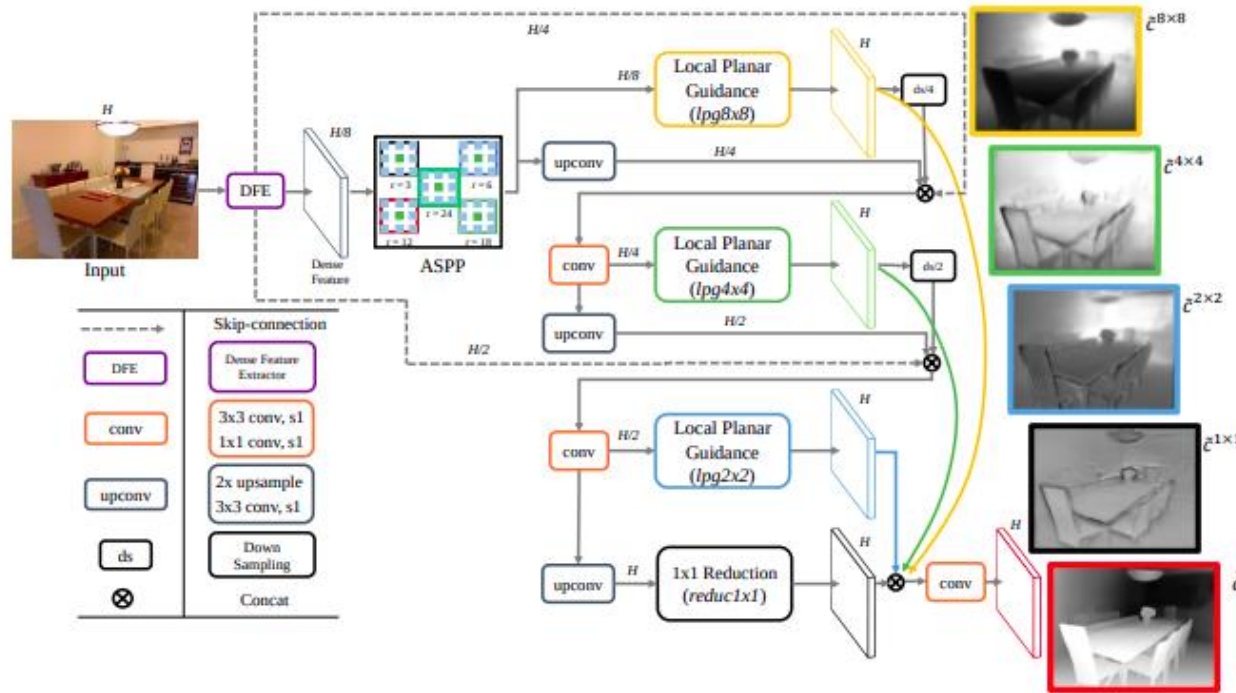 H/4
H
H/8
Local Planar
Guidance
(lpg8x8)
H
ds/4
c̃^{8×8}
H/8
upconv
H/4
DFE
r = 3
r = 6
r = 24
r = 12
r = 18
Dense
Feature
ASPP
Input
c̃^{4×4}
conv
H/4
Local Planar
Guidance
(lpg4x4)
H
ds/2
upconv
H/2
H/2
c̃^{2×2}
Skip-connection
DFE
Dense Feature
Extractor
conv
3x3 conv, s1
1x1 conv, s1
upconv
2x upsample
3x3 conv, s1
ds
Down
Sampling
Concat
conv
H/2
Local Planar
Guidance
(lpg2x2)
H
upconv
H
1x1 Reduction
(reduc1x1)
H
conv
H